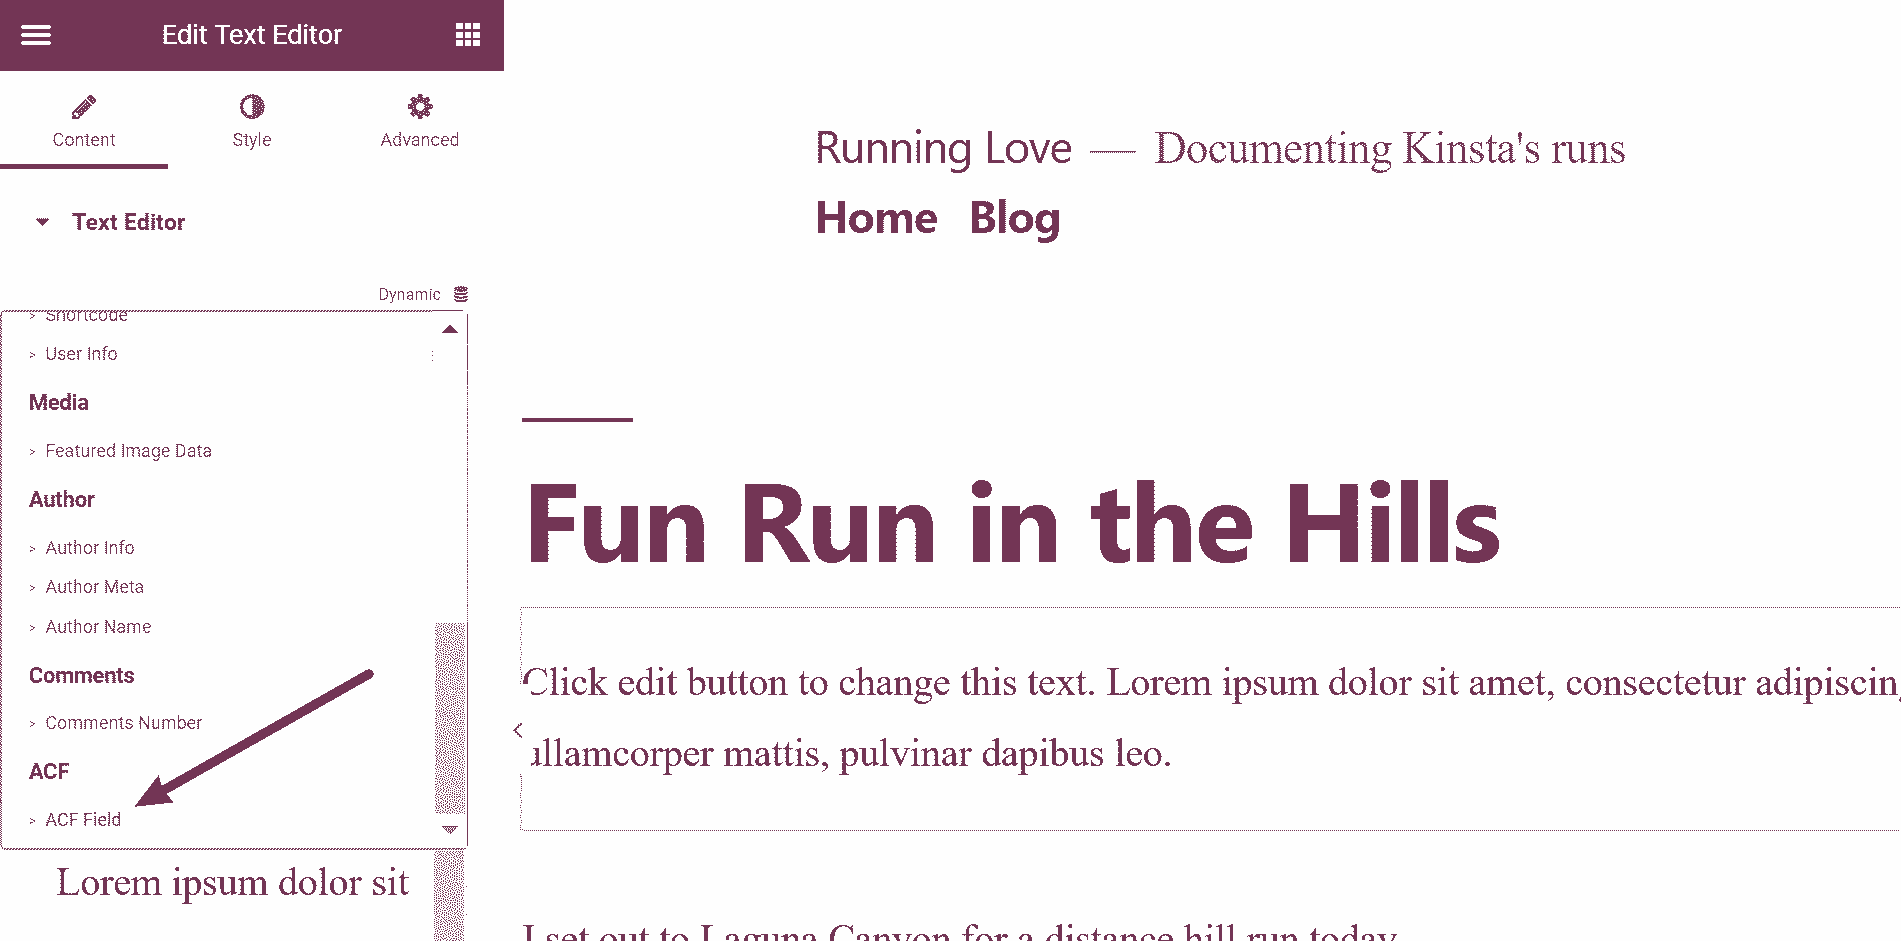 Edit Text Editor
Content
Style
Advanced
Text Editor
Dynamic
> Shortcode
> User Info
Media
> Featured Image Data
Author
> Author Info
> Author Meta
> Author Name
Comments
> Comments Number
ACF
> ACF Field
Lorem ipsum dolor sit
Running Love — Documenting Kinsta's runs
Home Blog
Fun Run in the Hills
Click edit button to change this text. Lorem ipsum dolor sit amet, consectetur adipiscing
ullamcorper mattis, pulvinar dapibus leo.
I set out to Laguna Canyon for a distance hill run today